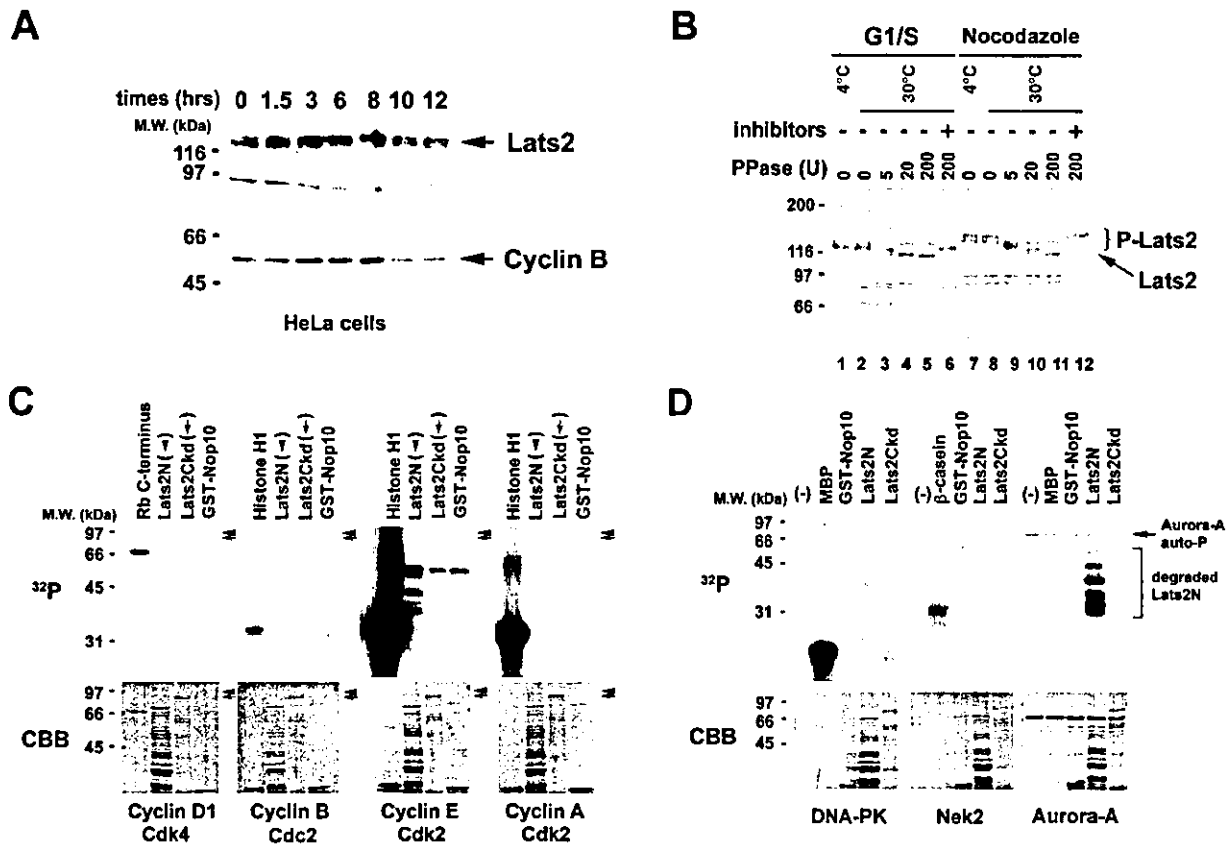 A
times (hrs) 0 1.5 3 6 8 10 12
M.W. (kDa)
116
97
66
45
Lats2
Cyclin B
HeLa cells
B
G1/S Nocodazole
4°C 30°C 4°C 30°C
inhibitors - - - - - + - - - - - +
PPase (U) 0 0 5 20 200 200 0 0 5 20 200 200
200
116
97
66
P-Lats2
Lats2
1 2 3 4 5 6 7 8 9 10 11 12
C
Rb C-terminus Lats2N (◄) Lats2Ckd (←) GST-Nop10
Histone H1 Lats2N (◄) Lats2Ckd (←) GST-Nop10
Histone H1 Lats2N (◄) Lats2Ckd (←) GST-Nop10
Histone H1 Lats2N (◄) Lats2Ckd (←) GST-Nop10
M.W. (kDa)
97
66
45
31
32P
97
66
45
CBB
Cyclin D1 Cdk4
Cyclin B Cdc2
Cyclin E Cdk2
Cyclin A Cdk2
D
(-) MBP GST-Nop10 Lats2N Lats2Ckd
(-) β-casein GST-Nop10 Lats2N Lats2Ckd
(-) MBP GST-Nop10 Lats2N Lats2Ckd
M.W. (kDa)
97
66
45
31
32P
Aurora-A
auto-P
degraded
Lats2N
97
66
45
CBB
DNA-PK Nek2 Aurora-A